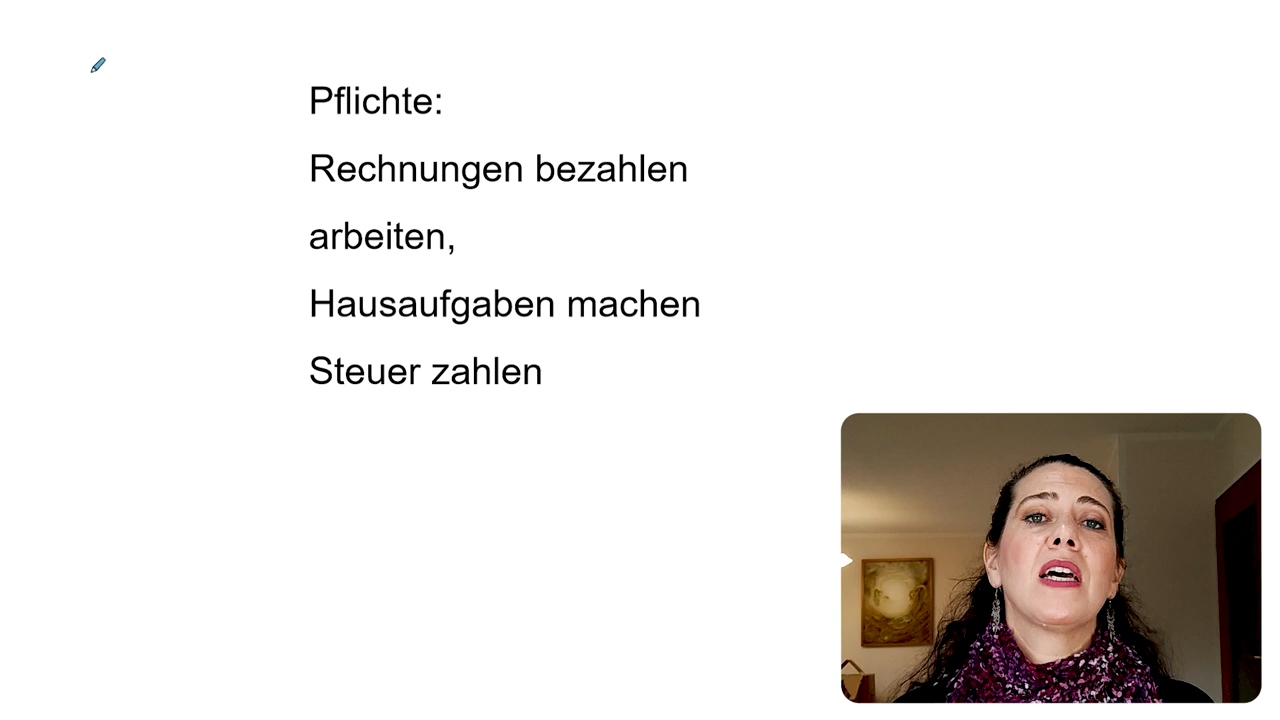 Pflichte:
Rechnungen bezahlen
arbeiten,
Hausaufgaben machen
Steuer zahlen